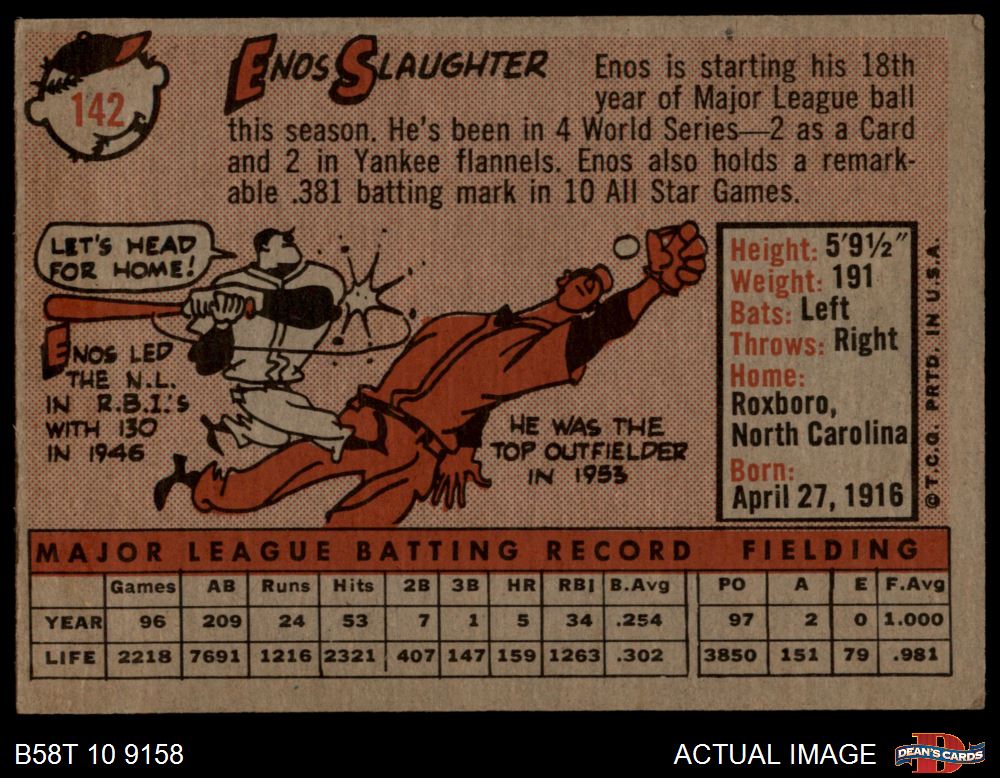 142
ENOS SLAUGHTER
Enos is starting his 18th
year of Major League ball
this season. He's been in 4 World Series—2 as a Card
and 2 in Yankee flannels. Enos also holds a remark-
able .381 batting mark in 10 All Star Games.
LET'S HEAD
FOR HOME!
ENOS LED
THE N.L.
IN R.B.I.'S
WITH 130
IN 1946
HE WAS THE
TOP OUTFIELDER
IN 1953
Height: 5'9½"
Weight: 191
Bats: Left
Throws: Right
Home:
Roxboro,
North Carolina
Born:
April 27, 1916
©T.C.G. PRTD. IN U.S.A.
MAJOR LEAGUE BATTING RECORD FIELDING
Games AB Runs Hits 2B 3B HR RBI B.Avg PO A E F.Avg
YEAR 96 209 24 53 7 1 5 34 .254 97 2 0 1.000
LIFE 2218 7691 1216 2321 407 147 159 1263 .302 3850 151 79 .981
B58T 10 9158 ACTUAL IMAGE DEAN'S CARDS